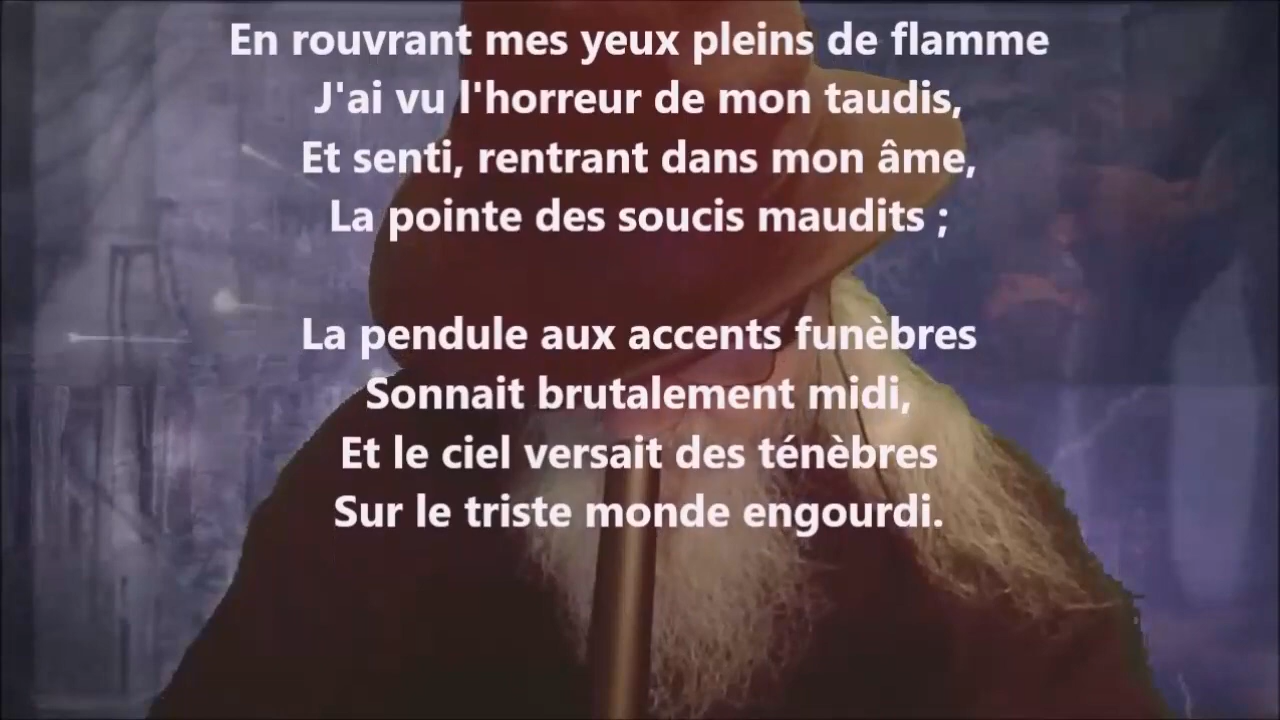 En rouvrant mes yeux pleins de flamme
J'ai vu l'horreur de mon taudis,
Et senti, rentrant dans mon âme,
La pointe des soucis maudits ;
La pendule aux accents funèbres
Sonnait brutalement midi,
Et le ciel versait des ténèbres
Sur le triste monde engourdi.